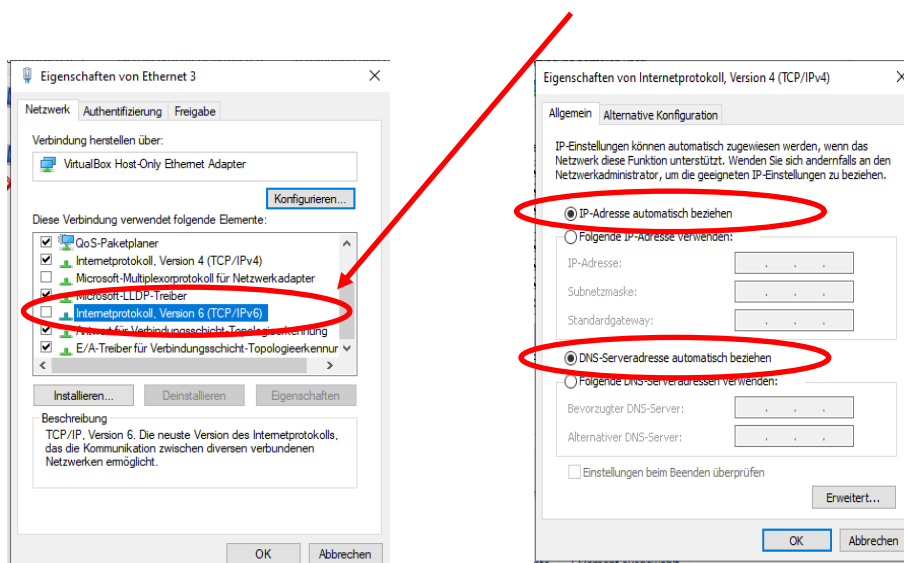 Eigenschaften von Ethernet 3
Netzwerk Authentifizierung Freigabe
Verbindung herstellen über:
VirtualBox Host-Only Ethernet Adapter
Konfigurieren...
Diese Verbindung verwendet folgende Elemente:
QoS-Paketplaner
Internetprotokoll, Version 4 (TCP/IPv4)
Microsoft-Multiplexorprotokoll für Netzwerkadapter
Microsoft-LLDP-Treiber
Internetprotokoll, Version 6 (TCP/IPv6)
Antwort für Verbindungsschicht-Topologieerkennung
E/A-Treiber für Verbindungsschicht-Topologieerkennur
Installieren... Deinstallieren Eigenschaften
Beschreibung
TCP/IP, Version 6. Die neuste Version des Internetprotokolls,
das die Kommunikation zwischen diversen verbundenen
Netzwerken ermöglicht.
OK Abbrechen
Eigenschaften von Internetprotokoll, Version 4 (TCP/IPv4)
Allgemein Alternative Konfiguration
IP-Einstellungen können automatisch zugewiesen werden, wenn das
Netzwerk diese Funktion unterstützt. Wenden Sie sich andernfalls an den
Netzwerkadministrator, um die geeigneten IP-Einstellungen zu beziehen.
IP-Adresse automatisch beziehen
Folgende IP-Adresse verwenden:
IP-Adresse:
Subnetzmaske:
Standardgateway:
DNS-Serveradresse automatisch beziehen
Folgende DNS-Serveradressen verwenden:
Bevorzugter DNS-Server:
Alternativer DNS-Server:
Einstellungen beim Beenden überprüfen
Erweitert...
OK Abbrechen